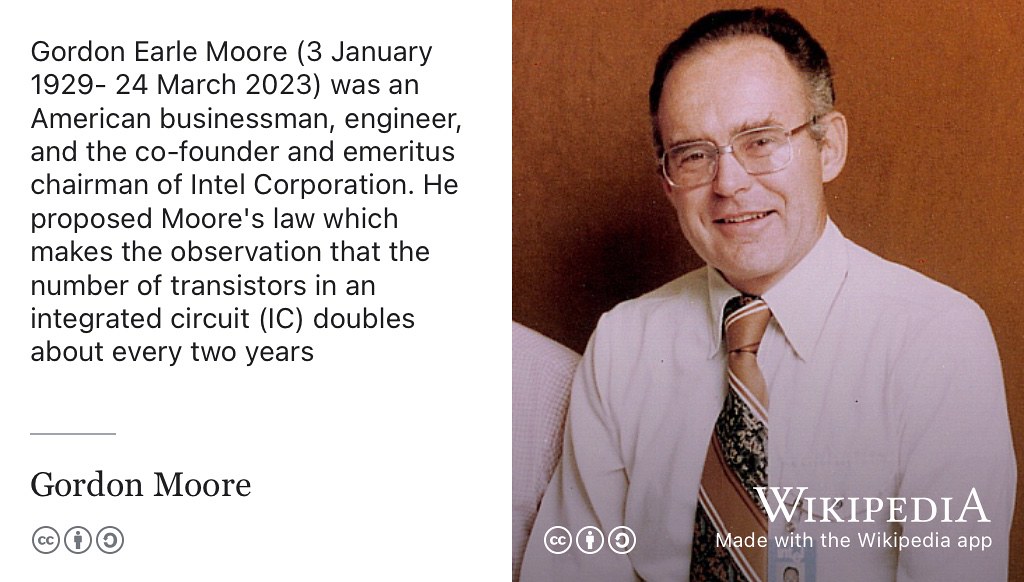 Gordon Earle Moore (3 January
1929- 24 March 2023) was an
American businessman, engineer,
and the co-founder and emeritus
chairman of Intel Corporation. He
proposed Moore's law which
makes the observation that the
number of transistors in an
integrated circuit (IC) doubles
about every two years
Gordon Moore
cc
cc
WIKIPEDIA
Made with the Wikipedia app